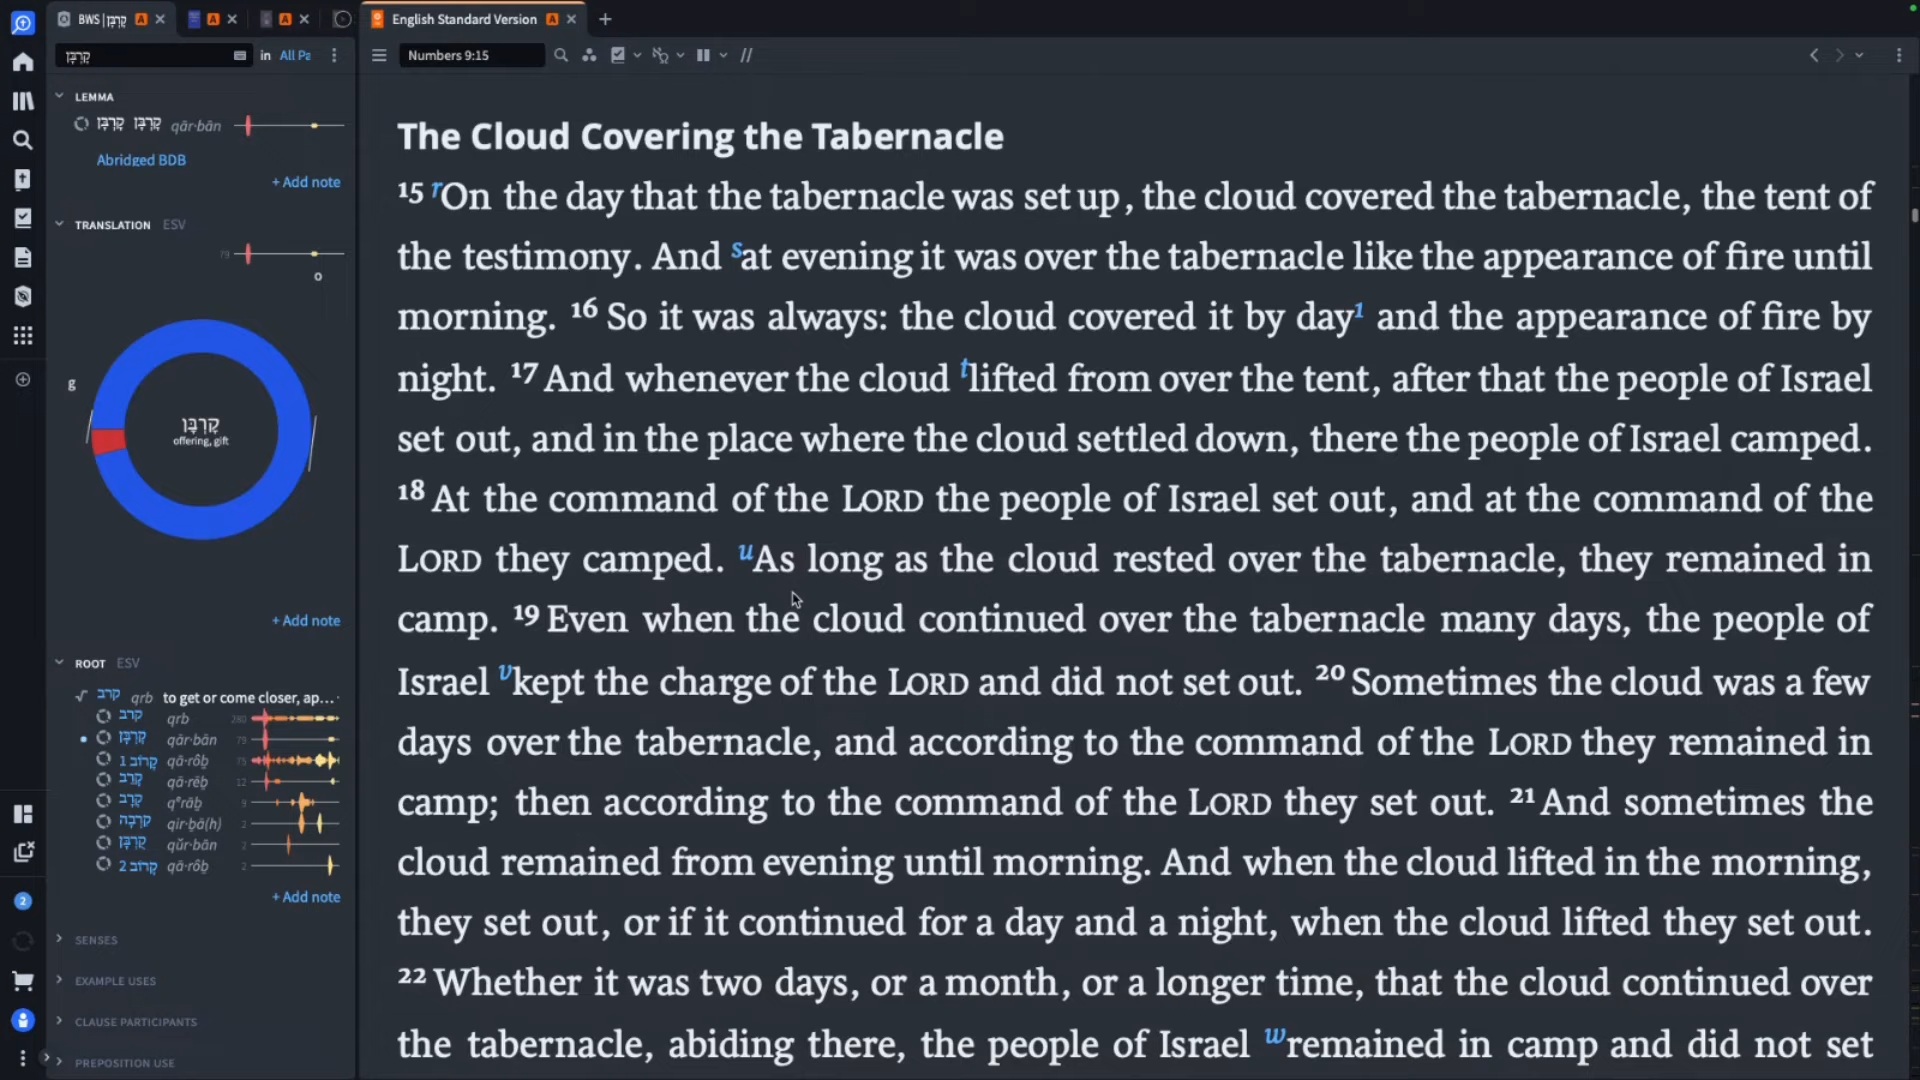 BWS | קָרְבָּן A
A
A
English Standard Version A
קָרְבָּן in All Pa
Numbers 9:15
LEMMA
קָרְבָּן קָרְבָּן qār·bān
Abridged BDB
+ Add note
TRANSLATION ESV
79
o
g
קָרְבָּן
offering, gift
+ Add note
ROOT ESV
קרב qrb to get or come closer, ap...
קרב qrb 280
קָרְבָּן qār·bān 79
קָרוֹב 1 qā·rôḇ 75
קָרֵב qā·rēḇ 12
קְרָב qᵉrāḇ 9
קִרְבָה qir·ḇā(h) 2
קֻרְבָּן qŭr·bān 2
קָרוֹב 2 qā·rôḇ 2
+ Add note
SENSES
EXAMPLE USES
CLAUSE PARTICIPANTS
PREPOSITION USE
2
The Cloud Covering the Tabernacle
15 rOn the day that the tabernacle was set up, the cloud covered the tabernacle, the tent of
the testimony. And sat evening it was over the tabernacle like the appearance of fire until
morning. 16 So it was always: the cloud covered it by day1 and the appearance of fire by
night. 17 And whenever the cloud tlifted from over the tent, after that the people of Israel
set out, and in the place where the cloud settled down, there the people of Israel camped.
18 At the command of the LORD the people of Israel set out, and at the command of the
LORD they camped. uAs long as the cloud rested over the tabernacle, they remained in
camp. 19 Even when the cloud continued over the tabernacle many days, the people of
Israel vkept the charge of the LORD and did not set out. 20 Sometimes the cloud was a few
days over the tabernacle, and according to the command of the LORD they remained in
camp; then according to the command of the LORD they set out. 21 And sometimes the
cloud remained from evening until morning. And when the cloud lifted in the morning,
they set out, or if it continued for a day and a night, when the cloud lifted they set out.
22 Whether it was two days, or a month, or a longer time, that the cloud continued over
the tabernacle, abiding there, the people of Israel wremained in camp and did not set